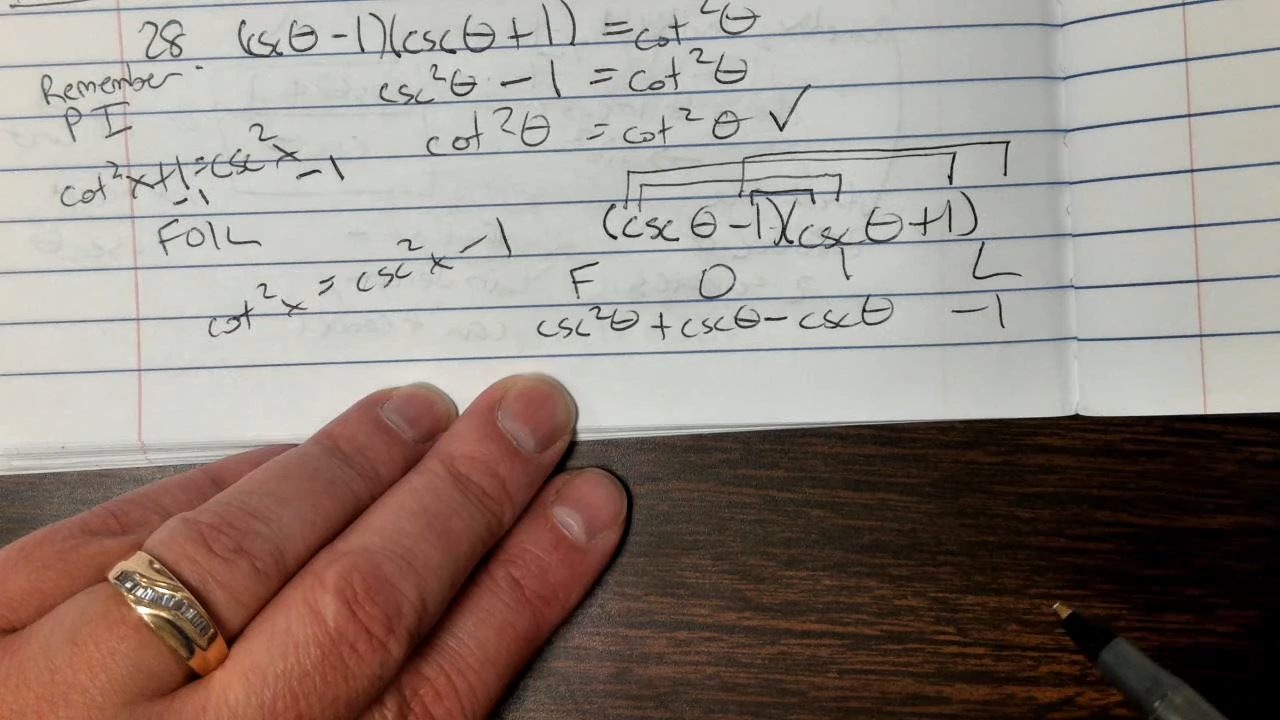 28 (cscθ -1)(cscθ +1) = cot²θ
Remember
csc²θ - 1 = cot²θ
PI
cot²θ = cot²θ ✓
cot²x+1=csc²x
-1 -1
(cscθ -1)(cscθ +1)
FOIL
cot²x = csc²x -1
F O I L
csc²θ + cscθ - cscθ -1